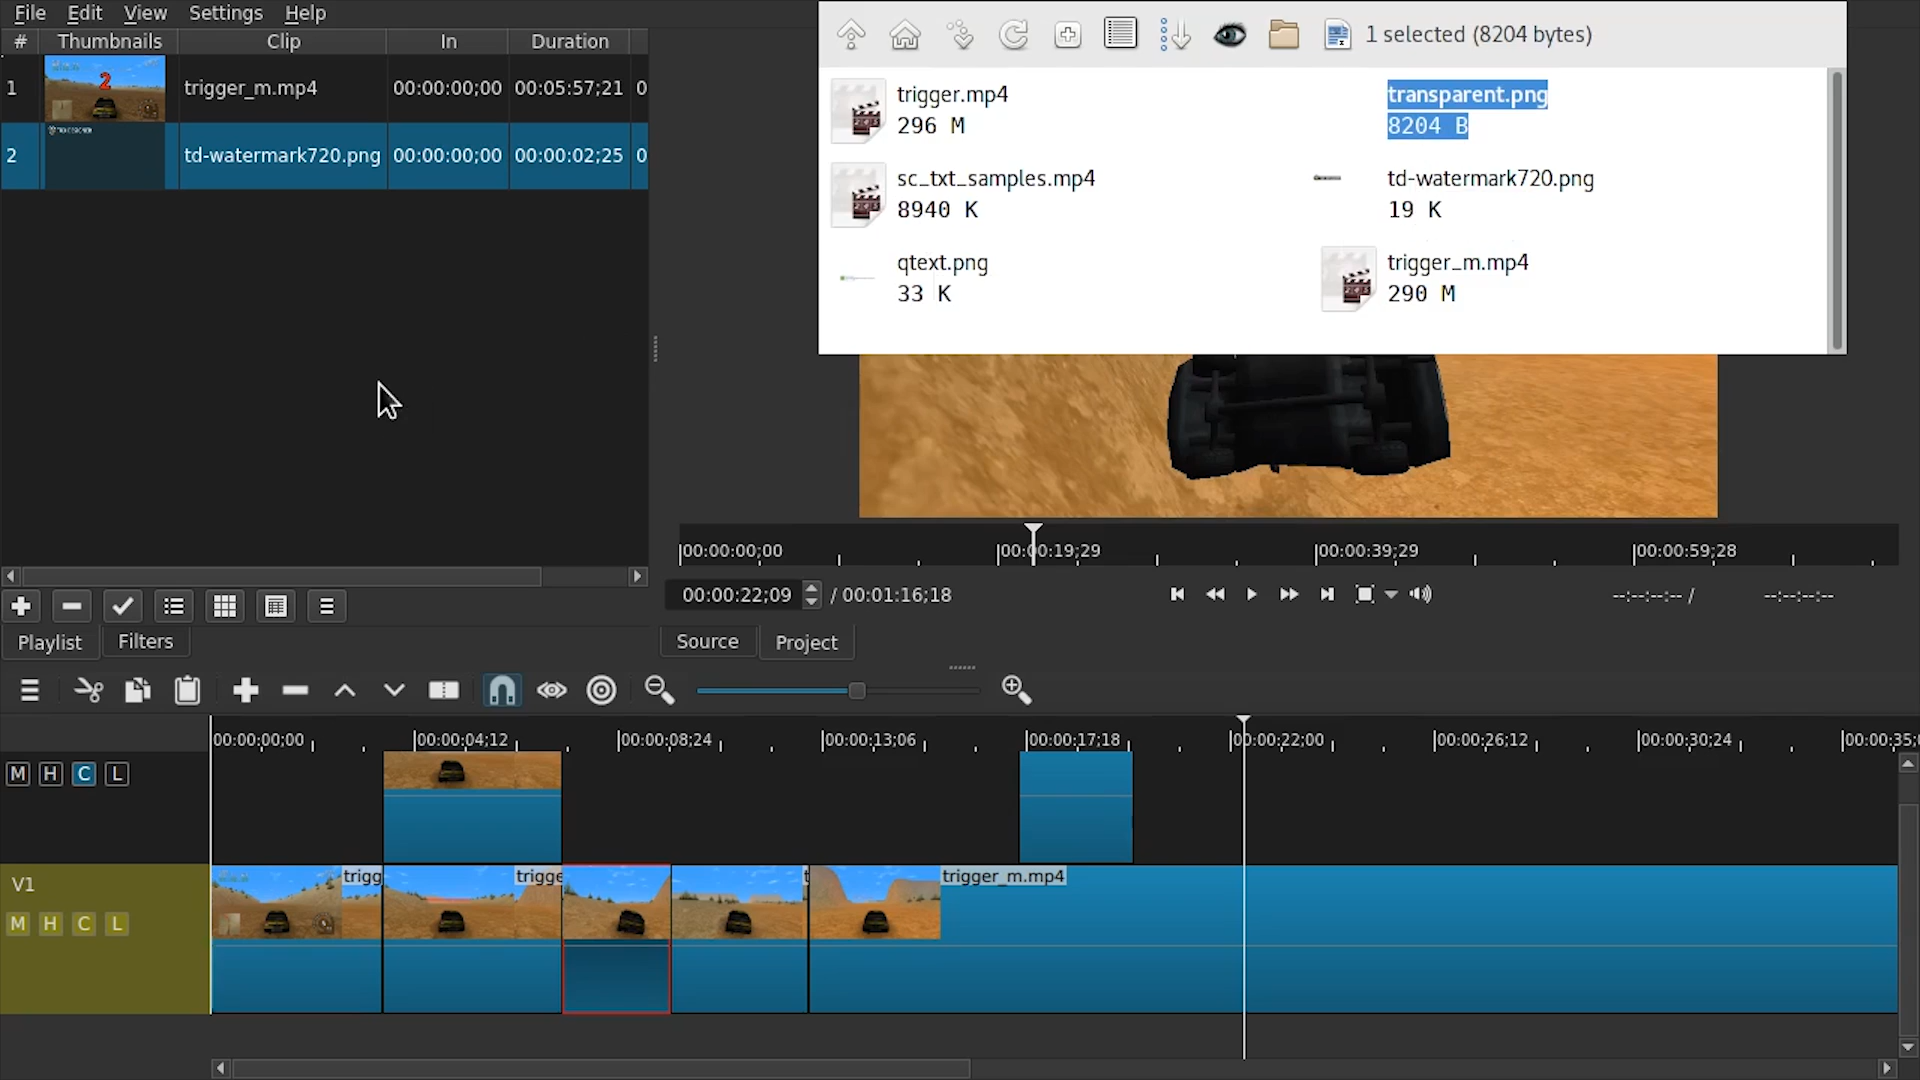 File Edit View Settings Help
# Thumbnails Clip In Duration
1 trigger_m.mp4 00:00:00;00 00:05:57;21 0
2 td-watermark720.png 00:00:00;00 00:00:02;25 0
1 selected (8204 bytes)
trigger.mp4
296 M
transparent.png
8204 B
sc_txt_samples.mp4
8940 K
td-watermark720.png
19 K
qtext.png
33 K
trigger_m.mp4
290 M
00:00:00;00 00:00:19;29 00:00:39;29 00:00:59;28
00:00:22;09 / 00:01:16;18 --:--:--:-- / --:--:--:--
Playlist Filters
Source Project
00:00:00;00 00:00:04;12 00:00:08;24 00:00:13;06 00:00:17;18 00:00:22;00 00:00:26;12 00:00:30;24 00:00:35;
M H C L
V1
trigg trigge t trigger_m.mp4
M H C L